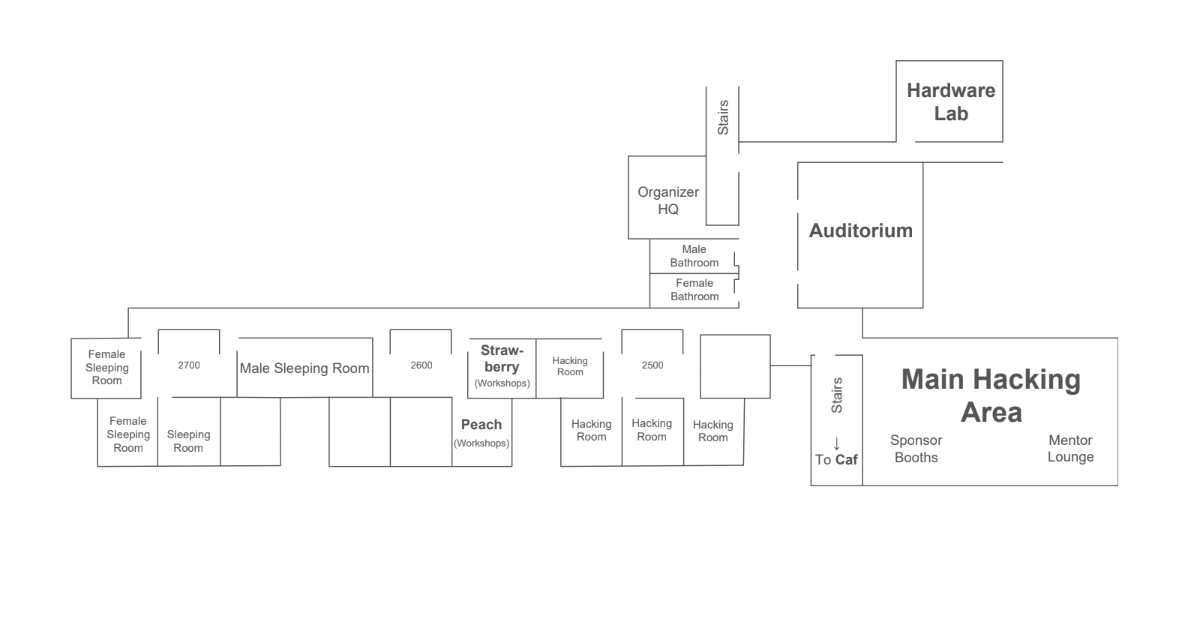 Hardware
Lab
Stairs
Organizer
HQ
Auditorium
Male
Bathroom
Female
Bathroom
Female
Sleeping
Room
2700
Male Sleeping Room
2600
Straw-
berry
(Workshops)
Hacking
Room
2500
Female
Sleeping
Room
Sleeping
Room
Peach
(Workshops)
Hacking
Room
Hacking
Room
Hacking
Room
Stairs
↓
To Caf
Main Hacking
Area
Sponsor
Booths
Mentor
Lounge